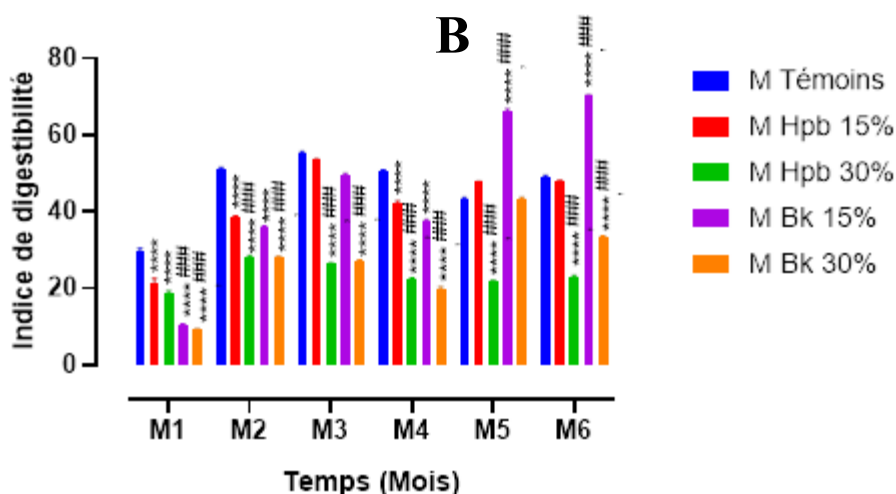 B
80
60
40
20
0
Indice de digestibilité
M1 M2 M3 M4 M5 M6
Temps (Mois)
M Témoins
M Hpb 15%
M Hpb 30%
M Bk 15%
M Bk 30%